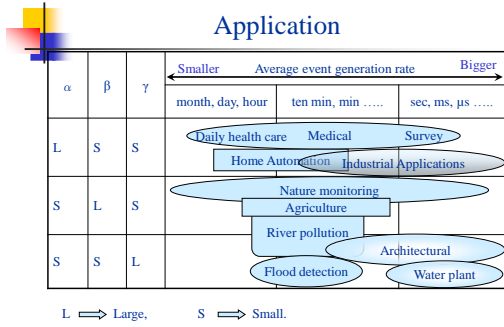 Application
Smaller Average event generation rate Bigger
α β γ
month, day, hour ten min, min ..... sec, ms, µs .....
Daily health care Medical Survey
L S S
Home Automation Industrial Applications
Nature monitoring
S L S
Agriculture
River pollution
Architectural
S S L
Flood detection Water plant
L Large, S Small.